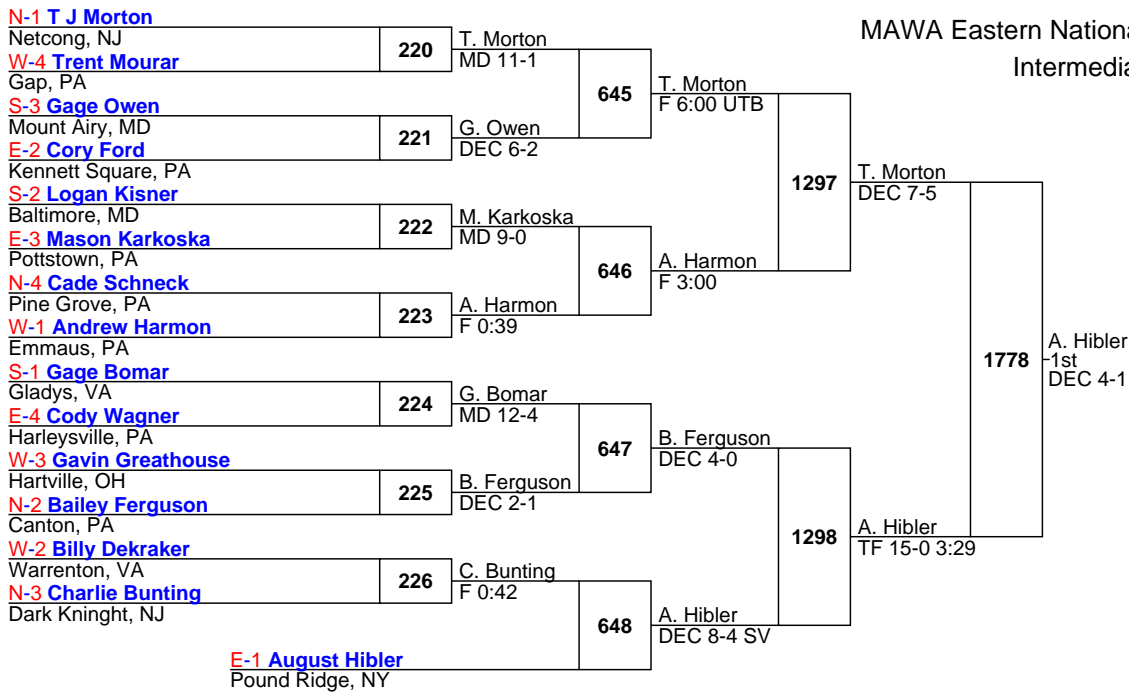 N-1 T J Morton
Netcong, NJ
W-4 Trent Mourar
Gap, PA
S-3 Gage Owen
Mount Airy, MD
E-2 Cory Ford
Kennett Square, PA
S-2 Logan Kisner
Baltimore, MD
E-3 Mason Karkoska
Pottstown, PA
N-4 Cade Schneck
Pine Grove, PA
W-1 Andrew Harmon
Emmaus, PA
S-1 Gage Bomar
Gladys, VA
E-4 Cody Wagner
Harleysville, PA
W-3 Gavin Greathouse
Hartville, OH
N-2 Bailey Ferguson
Canton, PA
W-2 Billy Dekraker
Warrenton, VA
N-3 Charlie Bunting
Dark Kninght, NJ
E-1 August Hibler
Pound Ridge, NY
220
221
222
223
224
225
226
T. Morton
MD 11-1
G. Owen
DEC 6-2
M. Karkoska
MD 9-0
A. Harmon
F 0:39
G. Bomar
MD 12-4
B. Ferguson
DEC 2-1
C. Bunting
F 0:42
645
646
647
648
T. Morton
F 6:00 UTB
A. Harmon
F 3:00
B. Ferguson
DEC 4-0
A. Hibler
DEC 8-4 SV
1297
1298
T. Morton
DEC 7-5
A. Hibler
TF 15-0 3:29
1778
A. Hibler
1st
DEC 4-1
MAWA Eastern Nationa
Intermedia